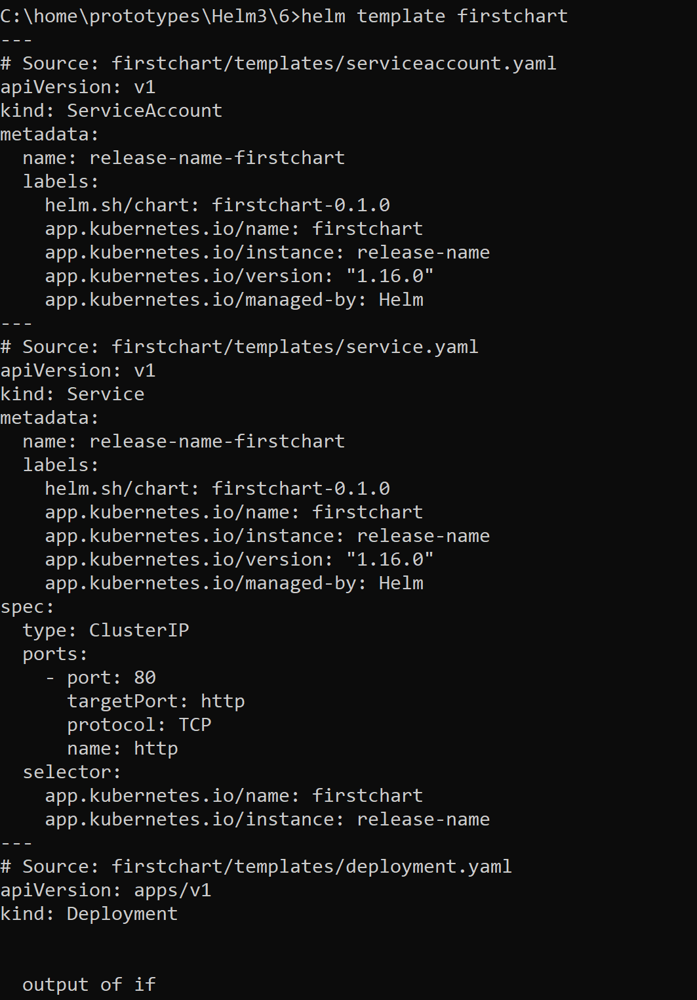 C:\home\prototypes\Helm3\6>helm template firstchart
---
# Source: firstchart/templates/serviceaccount.yaml
apiVersion: v1
kind: ServiceAccount
metadata:
  name: release-name-firstchart
  labels:
    helm.sh/chart: firstchart-0.1.0
    app.kubernetes.io/name: firstchart
    app.kubernetes.io/instance: release-name
    app.kubernetes.io/version: "1.16.0"
    app.kubernetes.io/managed-by: Helm
---
# Source: firstchart/templates/service.yaml
apiVersion: v1
kind: Service
metadata:
  name: release-name-firstchart
  labels:
    helm.sh/chart: firstchart-0.1.0
    app.kubernetes.io/name: firstchart
    app.kubernetes.io/instance: release-name
    app.kubernetes.io/version: "1.16.0"
    app.kubernetes.io/managed-by: Helm
spec:
  type: ClusterIP
  ports:
    - port: 80
      targetPort: http
      protocol: TCP
      name: http
  selector:
    app.kubernetes.io/name: firstchart
    app.kubernetes.io/instance: release-name
---
# Source: firstchart/templates/deployment.yaml
apiVersion: apps/v1
kind: Deployment
  output of if